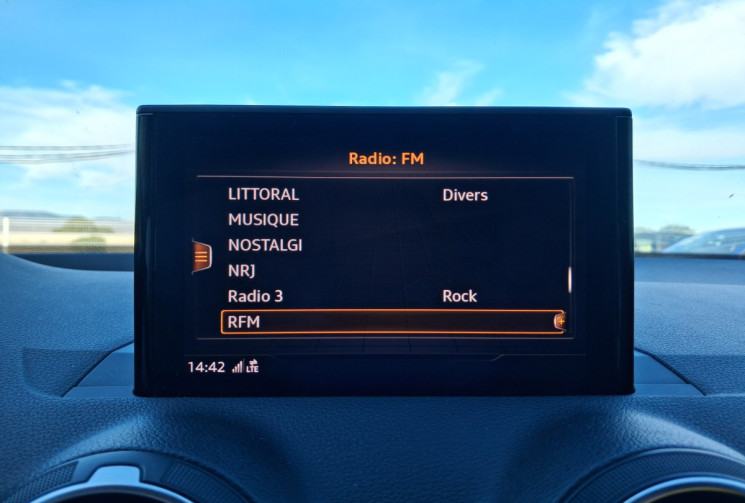 Radio: FM
LITTORAL Divers
MUSIQUE
NOSTALGI
NRJ
Radio 3 Rock
RFM
14:42 LTE